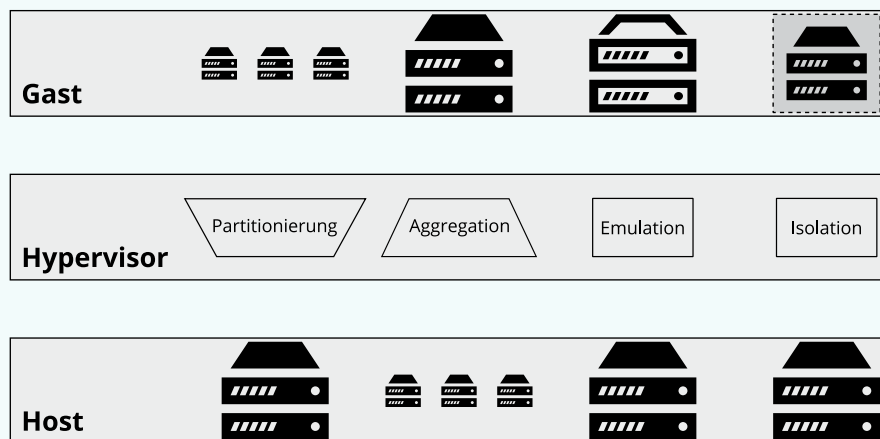 Gast
Partitionierung
Aggregation
Emulation
Isolation
Hypervisor
Host